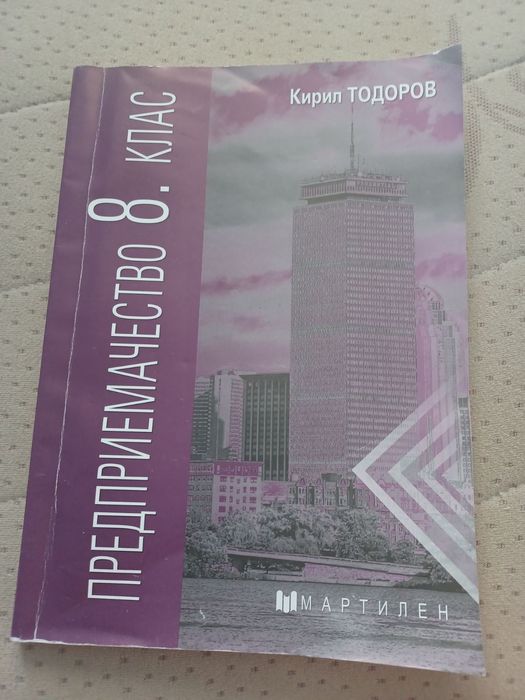 Кирил ТОДОРОВ
ПРЕДПРИЕМАЧЕСТВО 8. КЛАС
МАРТИЛЕН